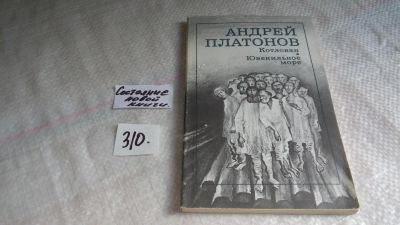 АНДРЕЙ
ПЛАТОНОВ
Котлован
Ювенильное
море
Состояние
новой
книги.
310.